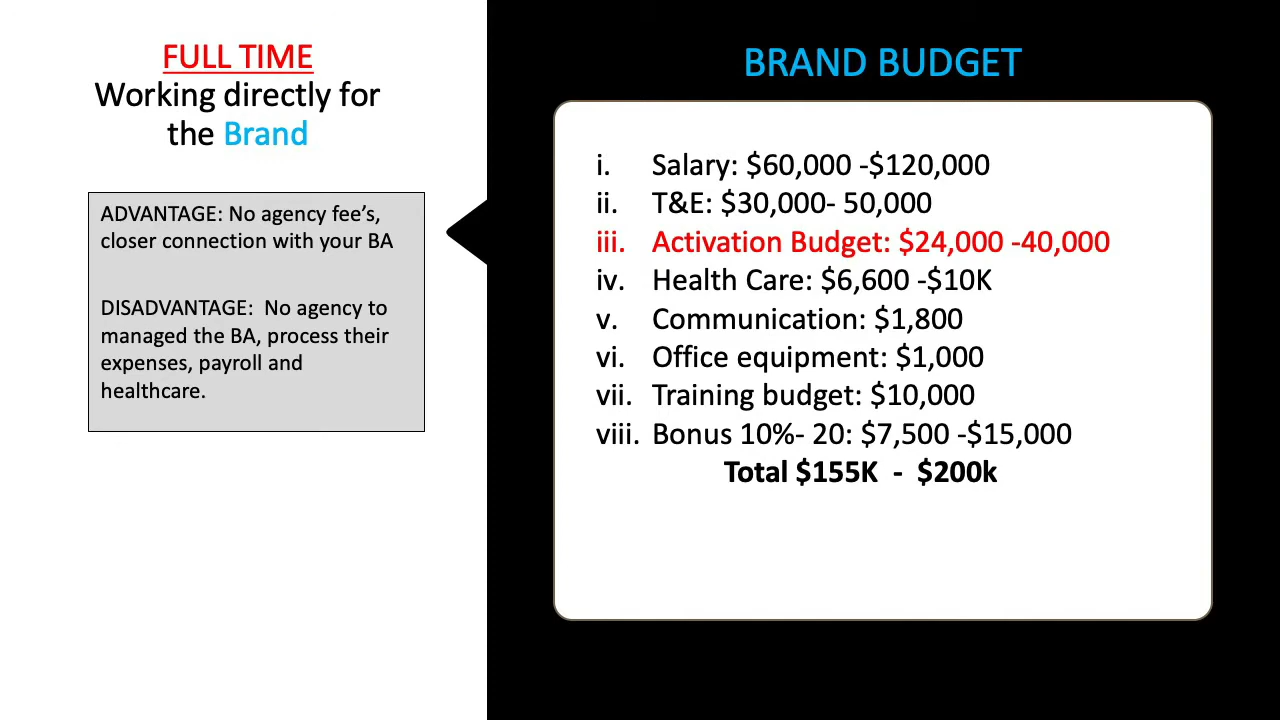 FULL TIME
Working directly for
the Brand
ADVANTAGE: No agency fee’s,
closer connection with your BA
DISADVANTAGE:  No agency to
managed the BA, process their
expenses, payroll and
healthcare.
BRAND BUDGET
i. Salary: $60,000 -$120,000
ii. T&E: $30,000- 50,000
iii. Activation Budget: $24,000 -40,000
iv. Health Care: $6,600 -$10K
v. Communication: $1,800
vi. Office equipment: $1,000
vii. Training budget: $10,000
viii. Bonus 10%- 20: $7,500 -$15,000
Total $155K  -  $200k